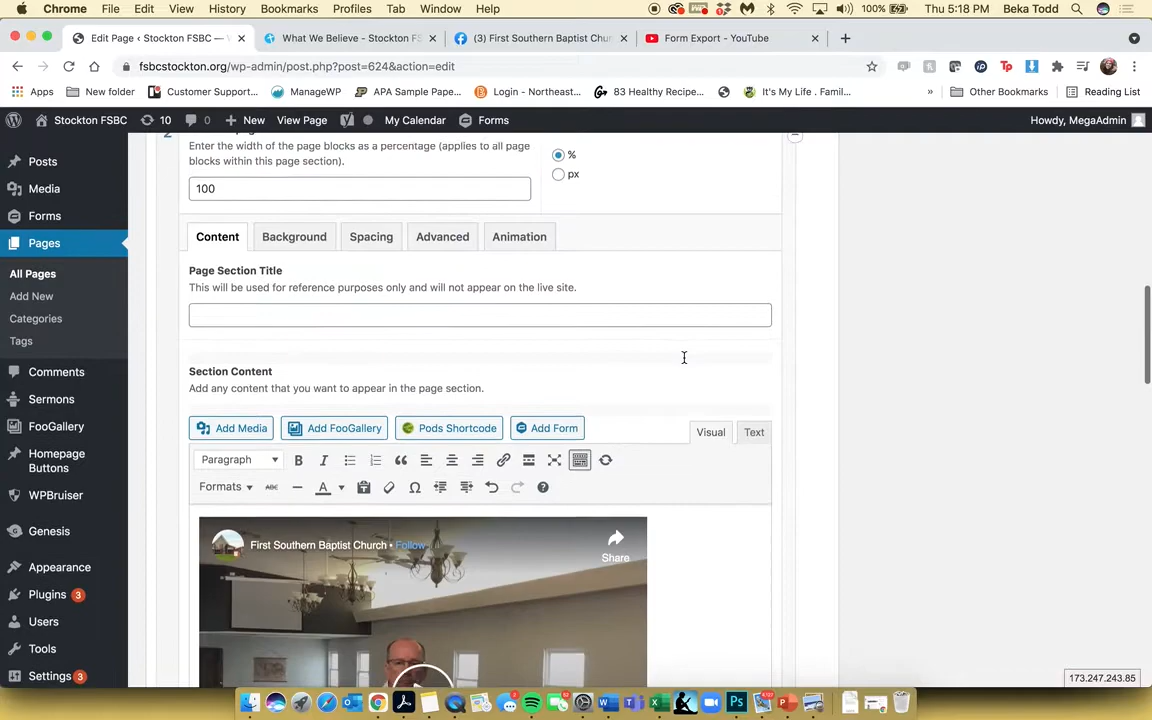 Chrome File Edit View History Bookmarks Profiles Tab Window Help 100% Thu 5:18 PM Beka Todd
Edit Page ‹ Stockton FSBC — What We Believe - Stockton FS (3) First Southern Baptist Chur Form Export - YouTube
fsbcstockton.org/wp-admin/post.php?post=624&action=edit
Apps New folder Customer Support... ManageWP APA Sample Pape... Login - Northeast... 83 Healthy Recipe... It's My Life . Famil... » Other Bookmarks Reading List
Stockton FSBC 10 0 New View Page My Calendar Forms Howdy, MegaAdmin
2
Enter the width of the page blocks as a percentage (applies to all page
blocks within this page section).
%
px
100
Posts
Media
Forms
Pages
All Pages
Add New
Categories
Tags
Comments
Sermons
FooGallery
Homepage
Buttons
WPBruiser
Genesis
Appearance
Plugins 3
Users
Tools
Settings 3
Content Background Spacing Advanced Animation
Page Section Title
This will be used for reference purposes only and will not appear on the live site.
Section Content
Add any content that you want to appear in the page section.
Add Media Add FooGallery Pods Shortcode Add Form Visual Text
Paragraph B I
Formats ABC A
First Southern Baptist Church • Follow
Share
173.247.243.85